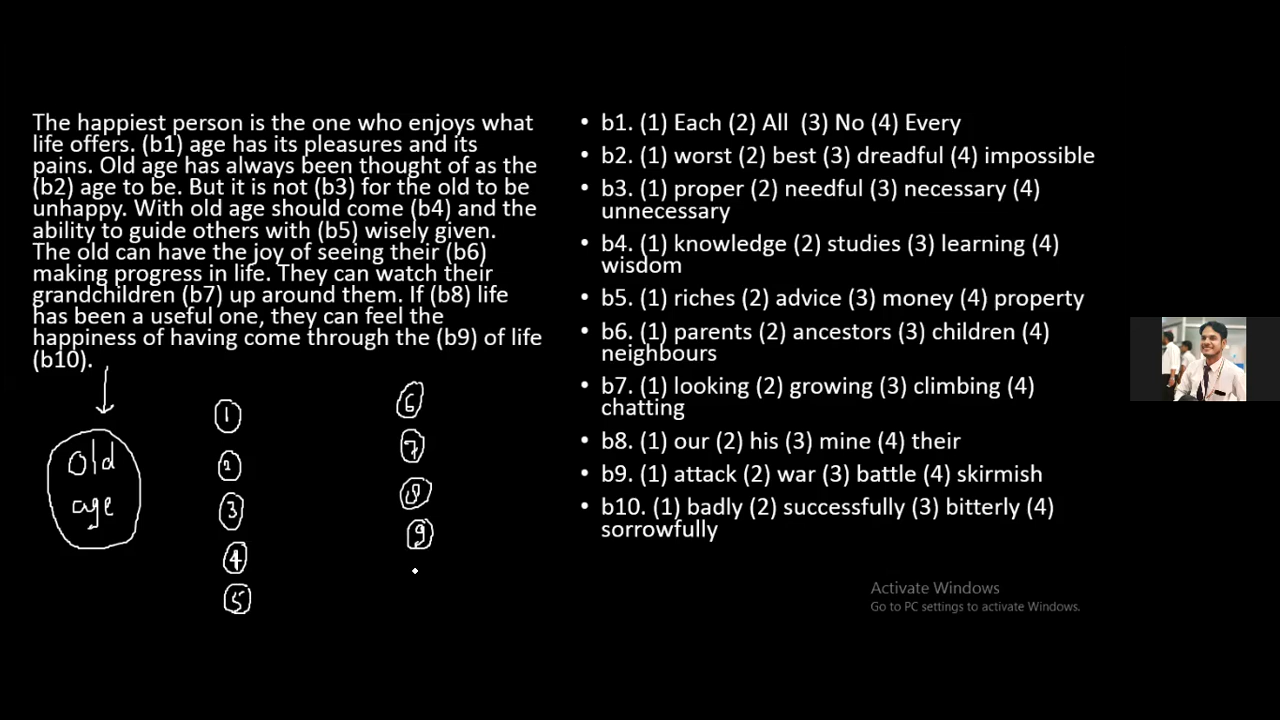 The happiest person is the one who enjoys what
life offers. (b1) age has its pleasures and its
pains. Old age has always been thought of as the
(b2) age to be. But it is not (b3) for the old to be
unhappy. With old age should come (b4) and the
ability to guide others with (b5) wisely given.
The old can have the joy of seeing their (b6)
making progress in life. They can watch their
grandchildren (b7) up around them. If (b8) life
has been a useful one, they can feel the
happiness of having come through the (b9) of life
(b10).
Old
age
1
2
3
4
5
6
7
8
9
• b1. (1) Each (2) All (3) No (4) Every
• b2. (1) worst (2) best (3) dreadful (4) impossible
• b3. (1) proper (2) needful (3) necessary (4)
unnecessary
• b4. (1) knowledge (2) studies (3) learning (4)
wisdom
• b5. (1) riches (2) advice (3) money (4) property
• b6. (1) parents (2) ancestors (3) children (4)
neighbours
• b7. (1) looking (2) growing (3) climbing (4)
chatting
• b8. (1) our (2) his (3) mine (4) their
• b9. (1) attack (2) war (3) battle (4) skirmish
• b10. (1) badly (2) successfully (3) bitterly (4)
sorrowfully
Activate Windows
Go to PC settings to activate Windows.